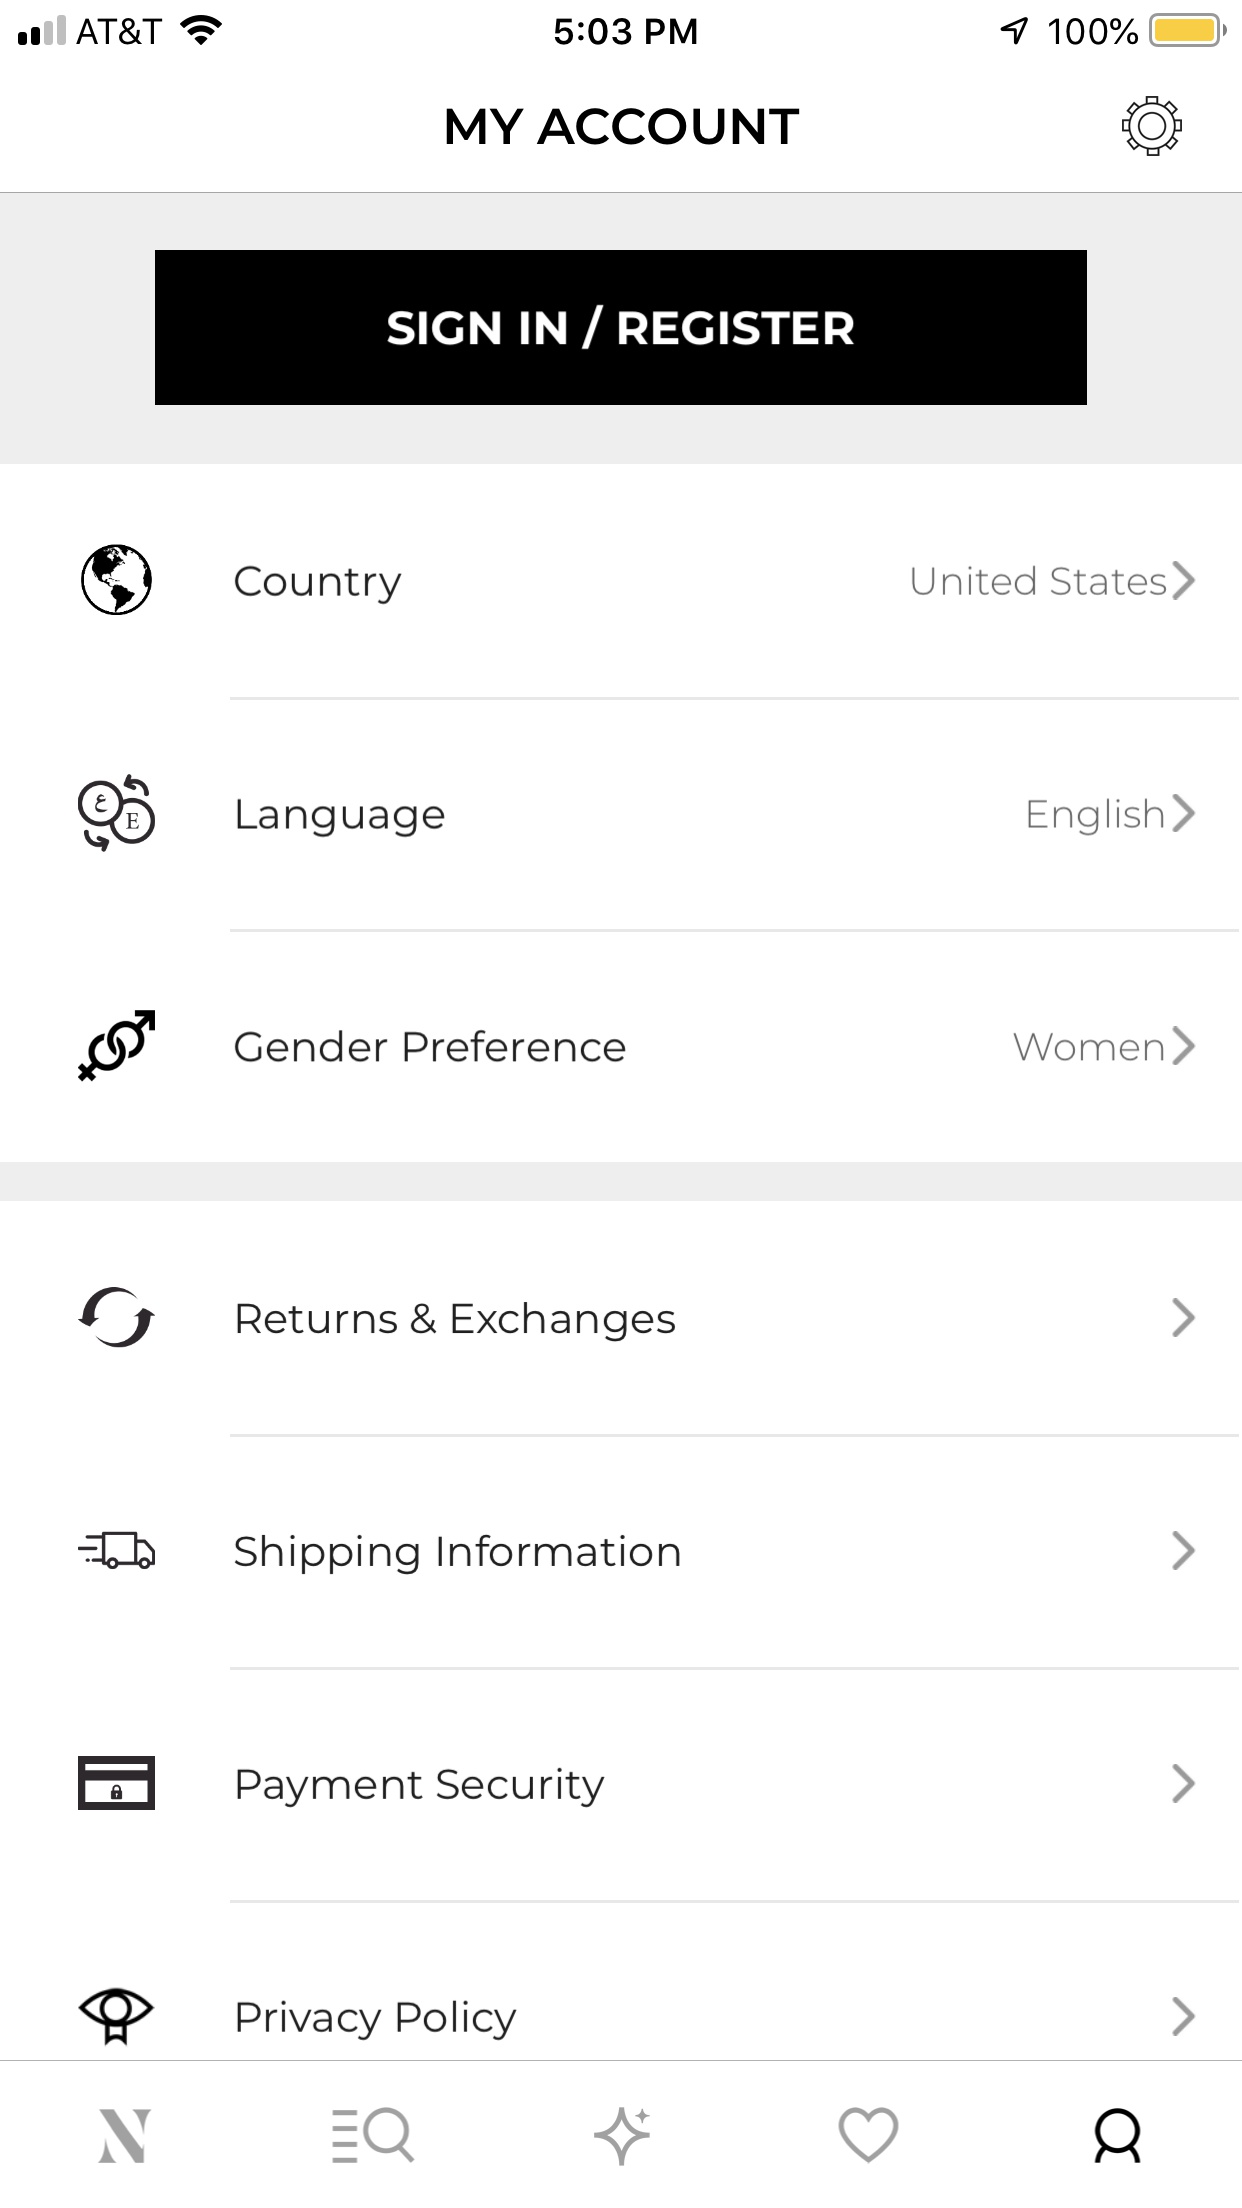 AT&T 5:03 PM 100%
MY ACCOUNT
SIGN IN / REGISTER
Country United States
ع E
Language English
Gender Preference Women
Returns & Exchanges
Shipping Information
Payment Security
Privacy Policy
N